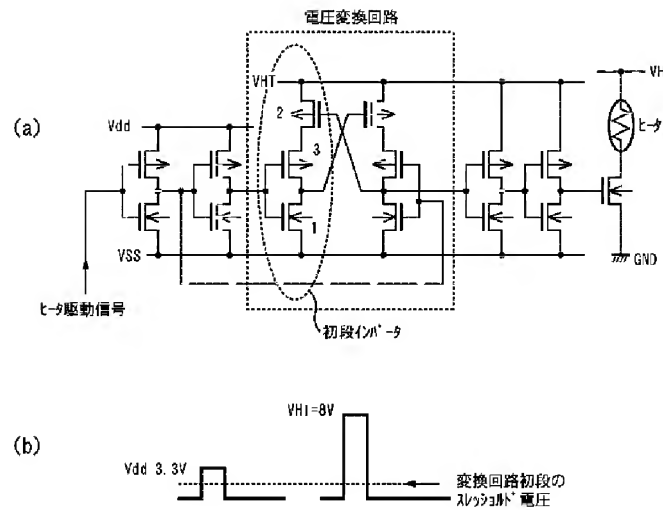 電圧変換回路
VHT
VH
(a)
2
Vdd
3
ヒータ
1
VSS
GND
ヒータ駆動信号
初段インバータ
VHT=8V
(b)
Vdd 3.3V
変換回路初段の
スレッショルド電圧